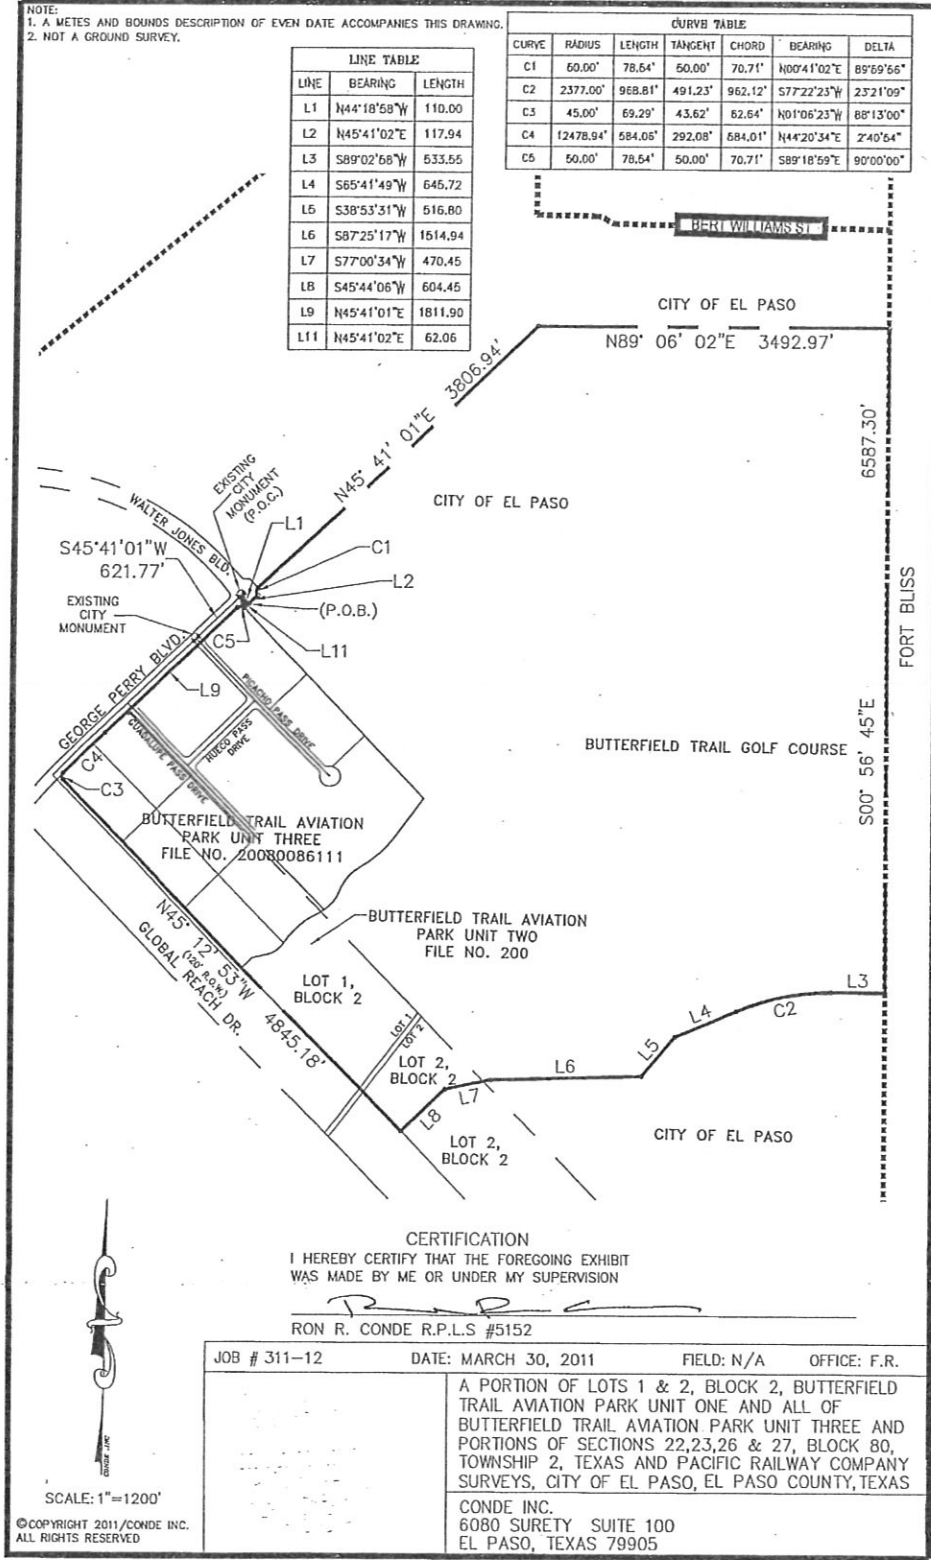 NOTE:
1. A METES AND BOUNDS DESCRIPTION OF EVEN DATE ACCOMPANIES THIS DRAWING.
2. NOT A GROUND SURVEY.
LINE TABLE
LINE BEARING LENGTH
L1 N44°18'58"W 110.00
L2 N45°41'02"E 117.94
L3 S89°02'58"W 533.55
L4 S65°41'49"W 645.72
L5 S38°53'31"W 516.80
L6 S87°25'17"W 1514.94
L7 S77°00'34"W 470.45
L8 S45°44'06"W 604.45
L9 N45°41'01"E 1811.90
L11 N45°41'02"E 62.06
CURVE TABLE
CURVE RADIUS LENGTH TANGENT CHORD BEARING DELTA
C1 50.00' 78.54' 50.00' 70.71' N00°41'02"E 89°59'56"
C2 2377.00' 968.81' 491.23' 962.12' S77°22'23"W 23°21'09"
C3 45.00' 69.29' 43.62' 62.64' N01°06'23"W 88°13'00"
C4 12478.94' 584.06' 292.08' 584.01' N44°20'34"E 2°40'54"
C5 50.00' 78.54' 50.00' 70.71' S89°18'59"E 90°00'00"
BERT WILLIAMS ST
CITY OF EL PASO
N89° 06' 02"E 3492.97'
N45° 41' 01"E 3806.94'
6587.30'
EXISTING
CITY
MONUMENT
(P.O.C.)
CITY OF EL PASO
WALTER JONES BLD.
L1
C1
S45°41'01"W
621.77'
L2
(P.O.B.)
EXISTING
CITY
MONUMENT
C5
L11
FORT BLISS
GEORGE PERRY BLVD.
L9
PICACHO PASS DRIVE
HUECO PASS
DRIVE
GUADALUPE PASS DRIVE
C4
C3
BUTTERFIELD TRAIL GOLF COURSE
S00° 56' 45"E
BUTTERFIELD TRAIL AVIATION
PARK UNIT THREE
FILE NO. 20080086111
N45° 12' 53"W 4845.18'
(120' R.O.W.)
GLOBAL REACH DR.
BUTTERFIELD TRAIL AVIATION
PARK UNIT TWO
FILE NO. 200
LOT 1,
BLOCK 2
LOT 1
LOT 2
L3
C2
L4
L5
L6
LOT 2,
BLOCK 2
L7
L8
CITY OF EL PASO
LOT 2,
BLOCK 2
CERTIFICATION
I HEREBY CERTIFY THAT THE FOREGOING EXHIBIT
WAS MADE BY ME OR UNDER MY SUPERVISION
RON R. CONDE R.P.L.S #5152
CONDE INC
SCALE: 1"=1200'
©COPYRIGHT 2011/CONDE INC.
ALL RIGHTS RESERVED
JOB # 311-12 DATE: MARCH 30, 2011 FIELD: N/A OFFICE: F.R.
A PORTION OF LOTS 1 & 2, BLOCK 2, BUTTERFIELD
TRAIL AVIATION PARK UNIT ONE AND ALL OF
BUTTERFIELD TRAIL AVIATION PARK UNIT THREE AND
PORTIONS OF SECTIONS 22,23,26 & 27, BLOCK 80,
TOWNSHIP 2, TEXAS AND PACIFIC RAILWAY COMPANY
SURVEYS, CITY OF EL PASO, EL PASO COUNTY, TEXAS
CONDE INC.
6080 SURETY SUITE 100
EL PASO, TEXAS 79905